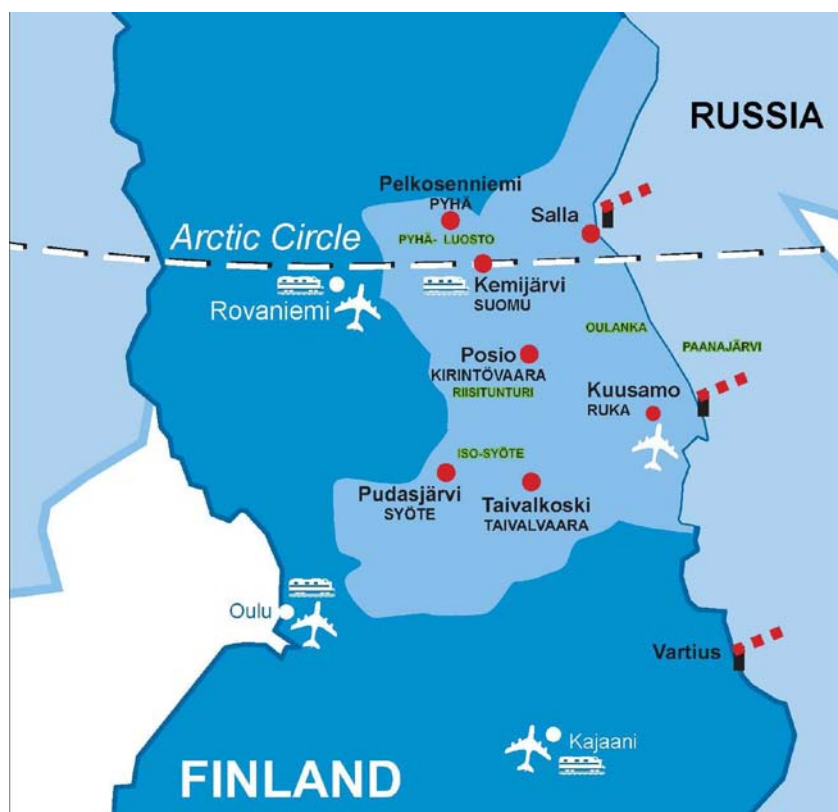 RUSSIA
Pelkosenniemi
PYHÄ
Salla
Arctic Circle
PYHÄ- LUOSTO
Kemijärvi
SUOMU
Rovaniemi
OULANKA
PAANAJÄRVI
Posio
KIRINTÖVAARA
RIISITUNTURI
Kuusamo
RUKA
ISO-SYÖTE
Pudasjärvi
SYÖTE
Taivalkoski
TAIVALVAARA
Oulu
Vartius
Kajaani
FINLAND